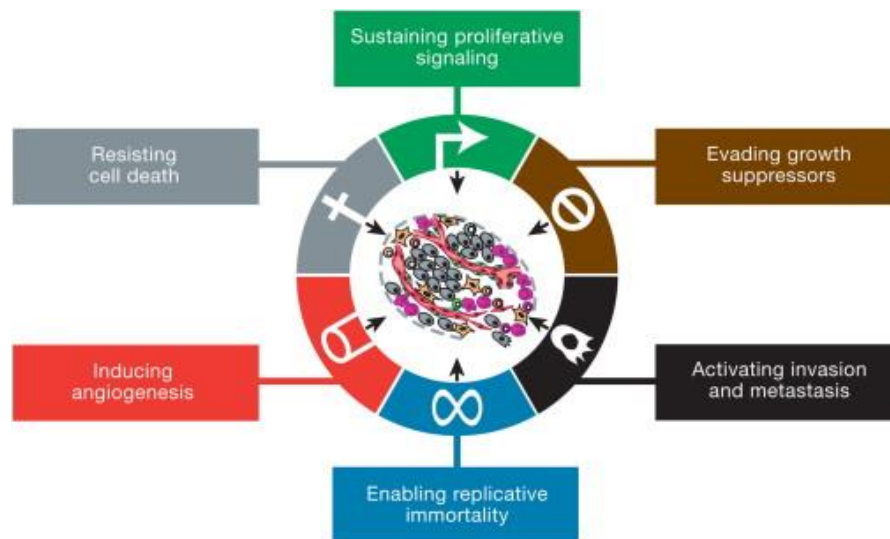 Sustaining proliferative
signaling
Resisting
cell death
Evading growth
suppressors
Inducing
angiogenesis
Activating invasion
and metastasis
Enabling replicative
immortality